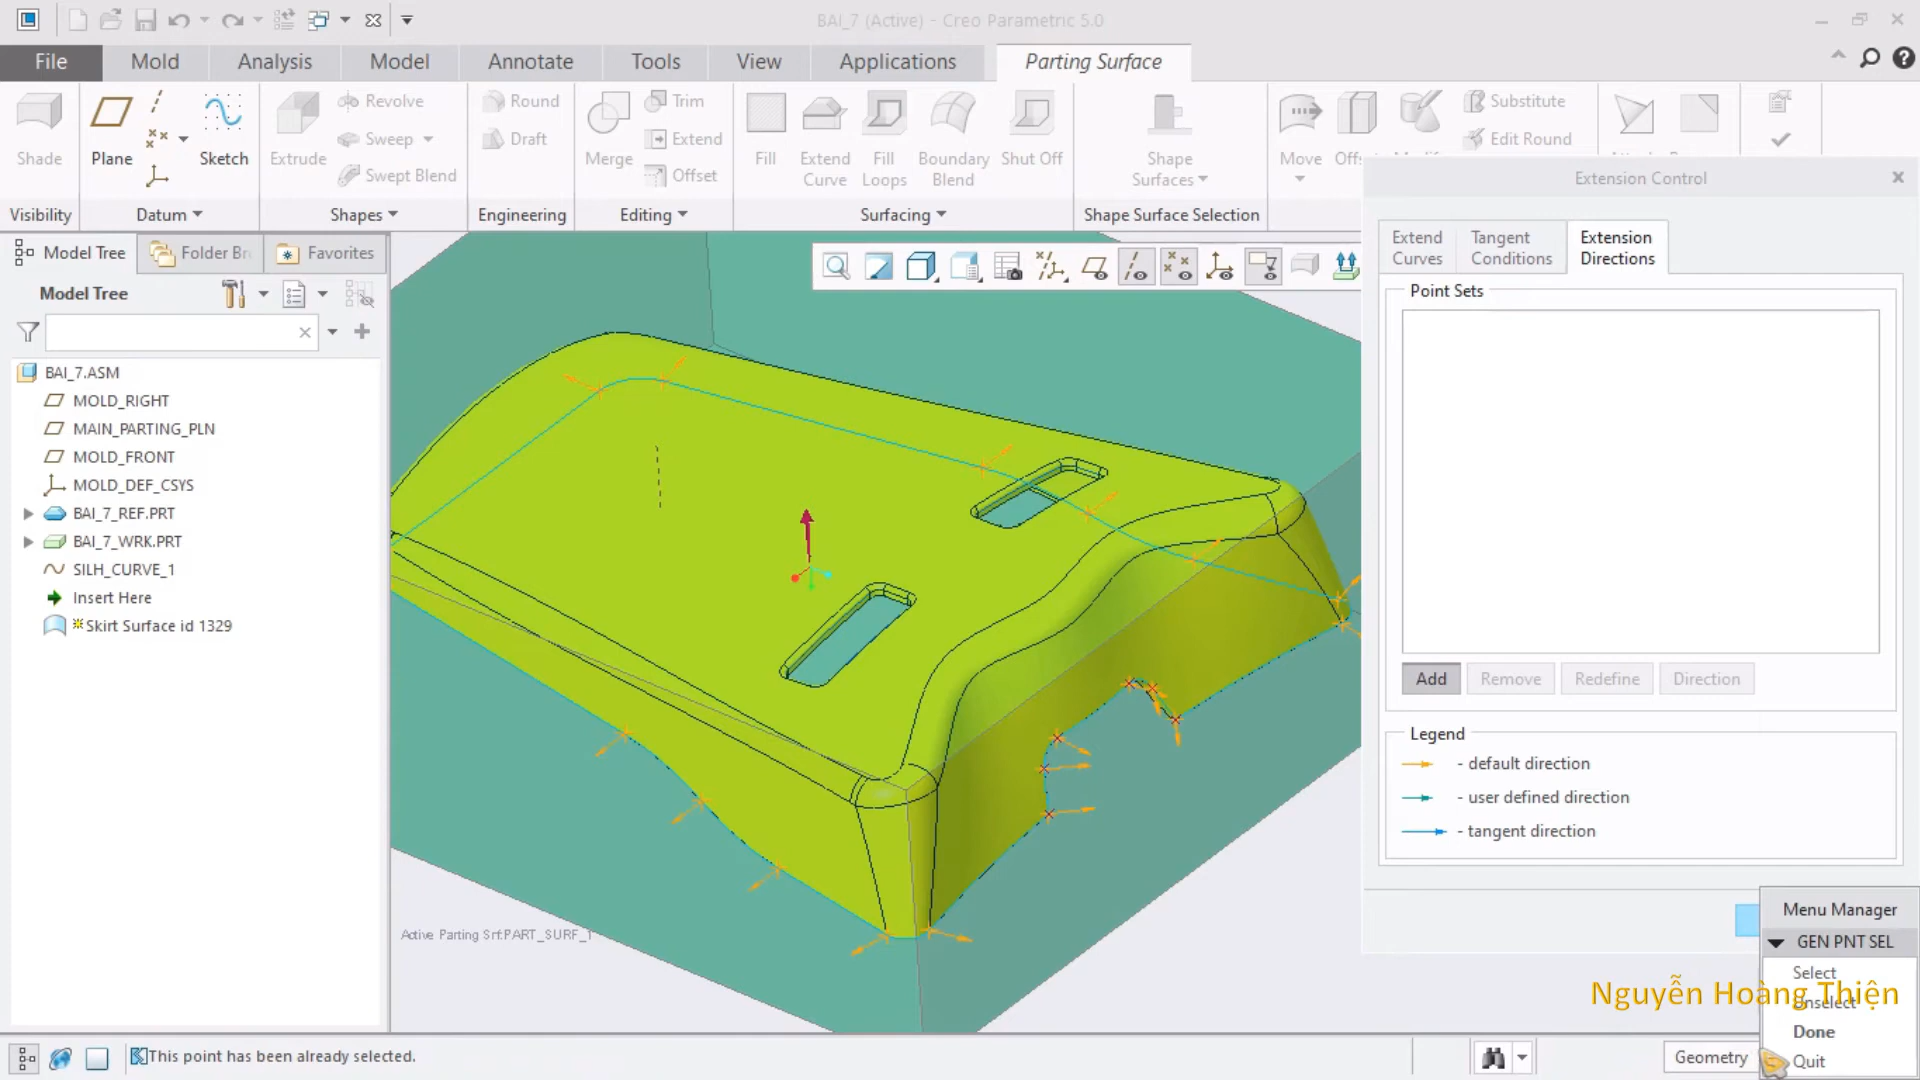 BAI_7 (Active) - Creo Parametric 5.0
File
Mold
Analysis
Model
Annotate
Tools
View
Applications
Parting Surface
Shade
Plane
Sketch
Extrude
Revolve
Sweep
Swept Blend
Round
Draft
Merge
Trim
Extend
Offset
Fill
Extend Curve
Fill Loops
Boundary Blend
Shut Off
Shape Surfaces
Move
Substitute
Edit Round
Visibility
Datum
Shapes
Engineering
Editing
Surfacing
Shape Surface Selection
Model Tree
Folder Br
Favorites
Model Tree
BAI_7.ASM
MOLD_RIGHT
MAIN_PARTING_PLN
MOLD_FRONT
MOLD_DEF_CSYS
BAI_7_REF.PRT
BAI_7_WRK.PRT
SILH_CURVE_1
Insert Here
Skirt Surface id 1329
Active Parting Srf:PART_SURF_1
Extension Control
Extend Curves
Tangent Conditions
Extension Directions
Point Sets
Add
Remove
Redefine
Direction
Legend
- default direction
- user defined direction
- tangent direction
Menu Manager
GEN PNT SEL
Select
Unselect
Done
Quit
Nguyễn Hoàng Thiện
This point has been already selected.
Geometry